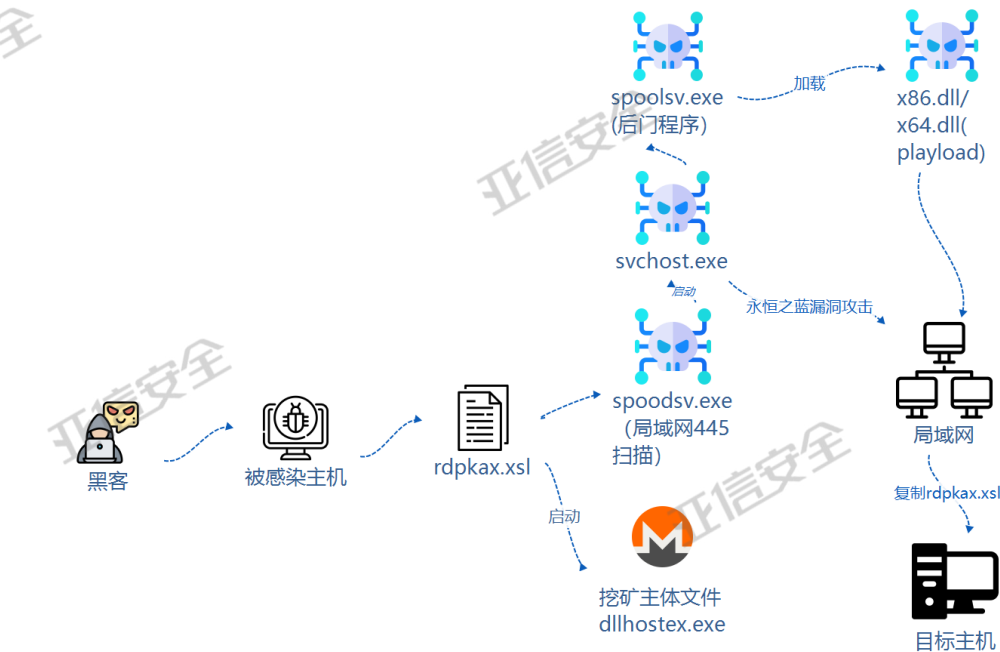 spoolsv.exe
(后门程序)
加载
x86.dll/
x64.dll(
playload)
svchost.exe
启动
永恒之蓝漏洞攻击
spoodsv.exe
（局域网445
扫描）
局域网
rdpkax.xsl
黑客
被感染主机
启动
复制rdpkax.xsl
挖矿主体文件
dllhostex.exe
目标主机
亚信安全
亚信安全
亚信安全
全